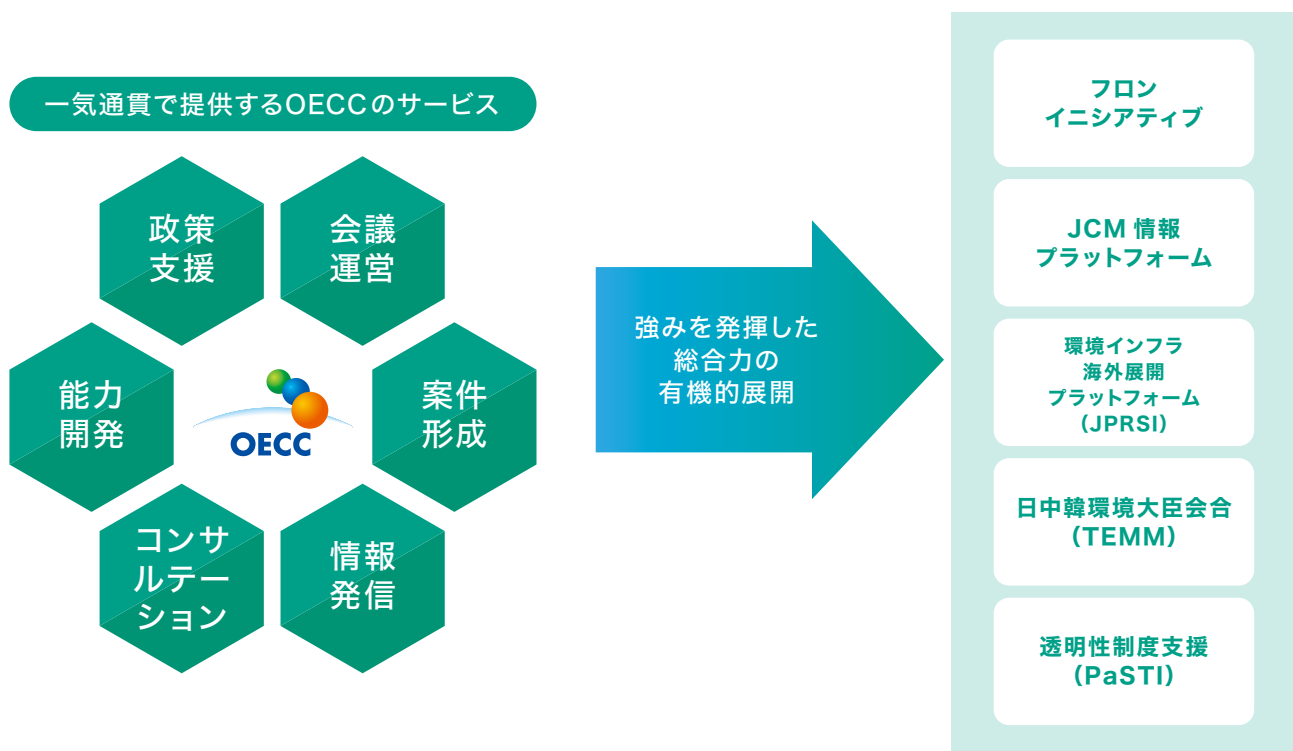 一気通貫で提供するOECCのサービス
政策
支援
会議
運営
能力
開発
OECC
案件
形成
コンサ
ルテー
ション
情報
発信
強みを発揮した
総合力の
有機的展開
フロン
イニシアティブ
JCM 情報
プラットフォーム
環境インフラ
海外展開
プラットフォーム
（JPRSI）
日中韓環境大臣会合
（TEMM）
透明性制度支援
（PaSTI）